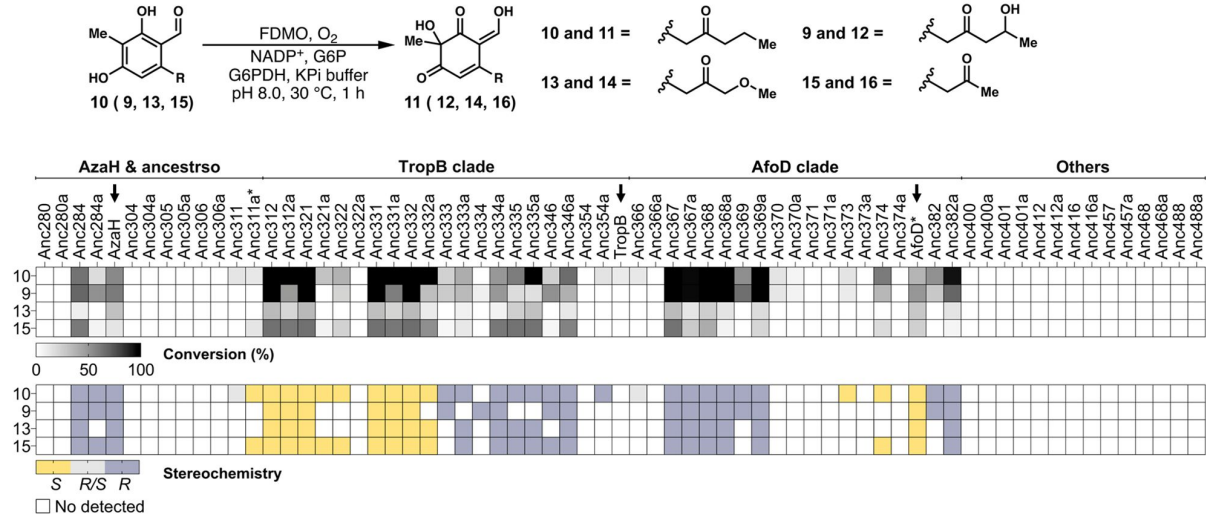 OH
O
Me
HO
R
10 ( 9, 13, 15)
FDMO, O2
NADP+, G6P
G6PDH, KPi buffer
pH 8.0, 30 °C, 1 h
O
OH
HO
Me
O
R
11 ( 12, 14, 16)
10 and 11 =
O
Me
9 and 12 =
O
OH
Me
13 and 14 =
O
O
Me
15 and 16 =
O
Me
AzaH & ancestrso
TropB clade
AfoD clade
Others
Anc280
Anc280a
Anc284
Anc284a
AzaH
Anc304
Anc304a
Anc305
Anc305a
Anc306
Anc306a
Anc311
Anc311a*
Anc312
Anc312a
Anc321
Anc321a
Anc322
Anc322a
Anc331
Anc331a
Anc332
Anc332a
Anc333
Anc333a
Anc334
Anc334a
Anc335
Anc335a
Anc346
Anc346a
Anc354
Anc354a
TropB
Anc366
Anc366a
Anc367
Anc367a
Anc368
Anc368a
Anc369
Anc369a
Anc370
Anc370a
Anc371
Anc371a
Anc373
Anc373a
Anc374
Anc374a
AfoD*
Anc382
Anc382a
Anc400
Anc400a
Anc401
Anc401a
Anc412
Anc412a
Anc416
Anc416a
Anc457
Anc457a
Anc468
Anc468a
Anc488
Anc488a
10
9
13
15
Conversion (%)
0 50 100
10
9
13
15
Stereochemistry
S R/S R
No detected